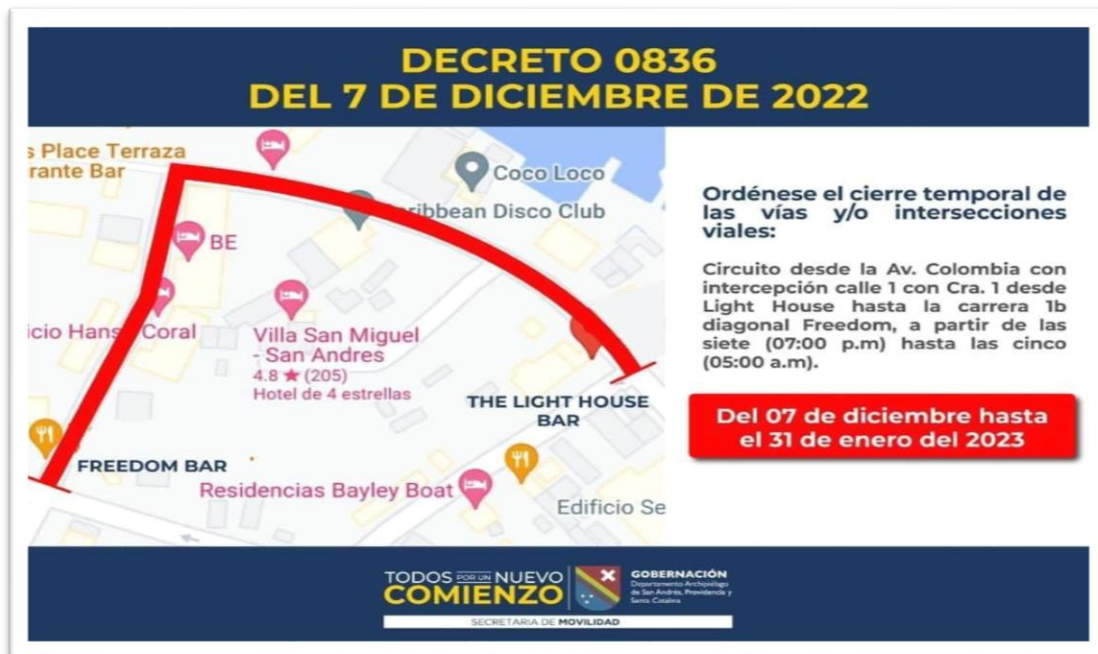 DECRETO 0836
DEL 7 DE DICIEMBRE DE 2022
s Place Terraza
rante Bar
Coco Loco
ribbean Disco Club
BE
icio Hans
Coral
Villa San Miguel
- San Andres
4.8 ★ (205)
Hotel de 4 estrellas
THE LIGHT HOUSE
BAR
FREEDOM BAR
Residencias Bayley Boat
Edificio Se
Ordénese el cierre temporal de
las vías y/o intersecciones
viales:
Circuito desde la Av. Colombia con
intercepción calle 1 con Cra. 1 desde
Light House hasta la carrera 1b
diagonal Freedom, a partir de las
siete (07:00 p.m) hasta las cinco
(05:00 a.m).
Del 07 de diciembre hasta
el 31 de enero del 2023
TODOS POR UN NUEVO
COMIENZO
GOBERNACIÓN
Departamento Archipiélago
de San Andrés, Providencia y
Santa Catalina
SECRETARIA DE MOVILIDAD